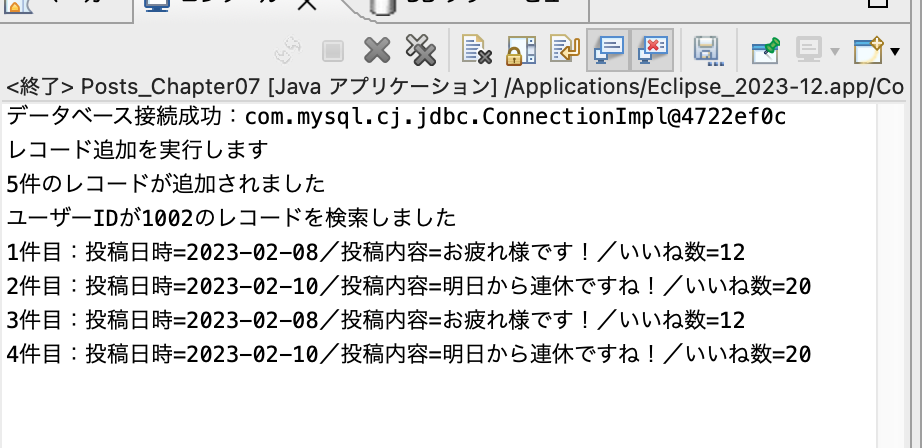 <終了> Posts_Chapter07 [Java アプリケーション] /Applications/Eclipse_2023-12.app/Co
データベース接続成功：com.mysql.cj.jdbc.ConnectionImpl@4722ef0c
レコード追加を実行します
5件のレコードが追加されました
ユーザーIDが1002のレコードを検索しました
1件目：投稿日時=2023-02-08／投稿内容=お疲れ様です！／いいね数=12
2件目：投稿日時=2023-02-10／投稿内容=明日から連休ですね！／いいね数=20
3件目：投稿日時=2023-02-08／投稿内容=お疲れ様です！／いいね数=12
4件目：投稿日時=2023-02-10／投稿内容=明日から連休ですね！／いいね数=20